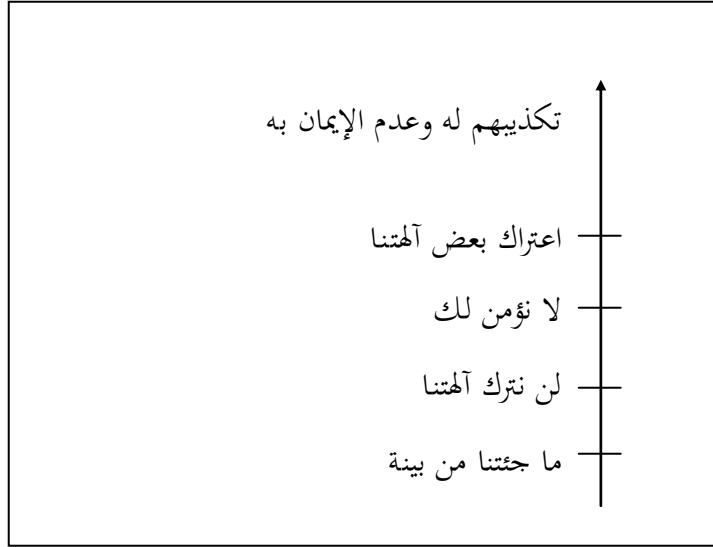 تكذيبهم له وعدم الإيمان به
اعتراك بعض آلهتنا
لا نؤمن لك
لن نترك آلهتنا
ما جئتنا من بينة